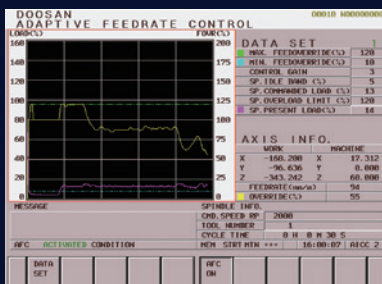 DOOSAN
ADAPTIVE FEEDRATE CONTROL
LOAD(%)
FOVR(%)
160
140
120
100
80
60
40
20
0
200
175
150
125
100
75
50
25
0
DATA SET 1
MAX. FEEDOVERRIDE(%) 120
MIN. FEEDOVERRIDE(%) 10
CONTROL GAIN 3
SP.IDLE BAND (%) 5
SP.COMMANDED LOAD (%) 13
SP.OVERLOAD LIMIT (%) 120
SP.PRESENT LOAD(%) 14
AXIS INFO.
WORK MACHINE
X -160.200 X 17.312
Y -96.636 Y 0.000
Z -343.242 Z 60.000
FEEDRATE(mm/m) 94
OVERRIDE(%) 55
MESSAGE
SPINDLE INFO.
CMD.SPEED RP 2000
TOOL NUMBER 1
CYCLE TIME 0 H 0 M 38 S
AFC ACTIVATED CONDITION
MEM STRT MTN *** 16:00:07 AICC 2
DATA SET
AFC ON